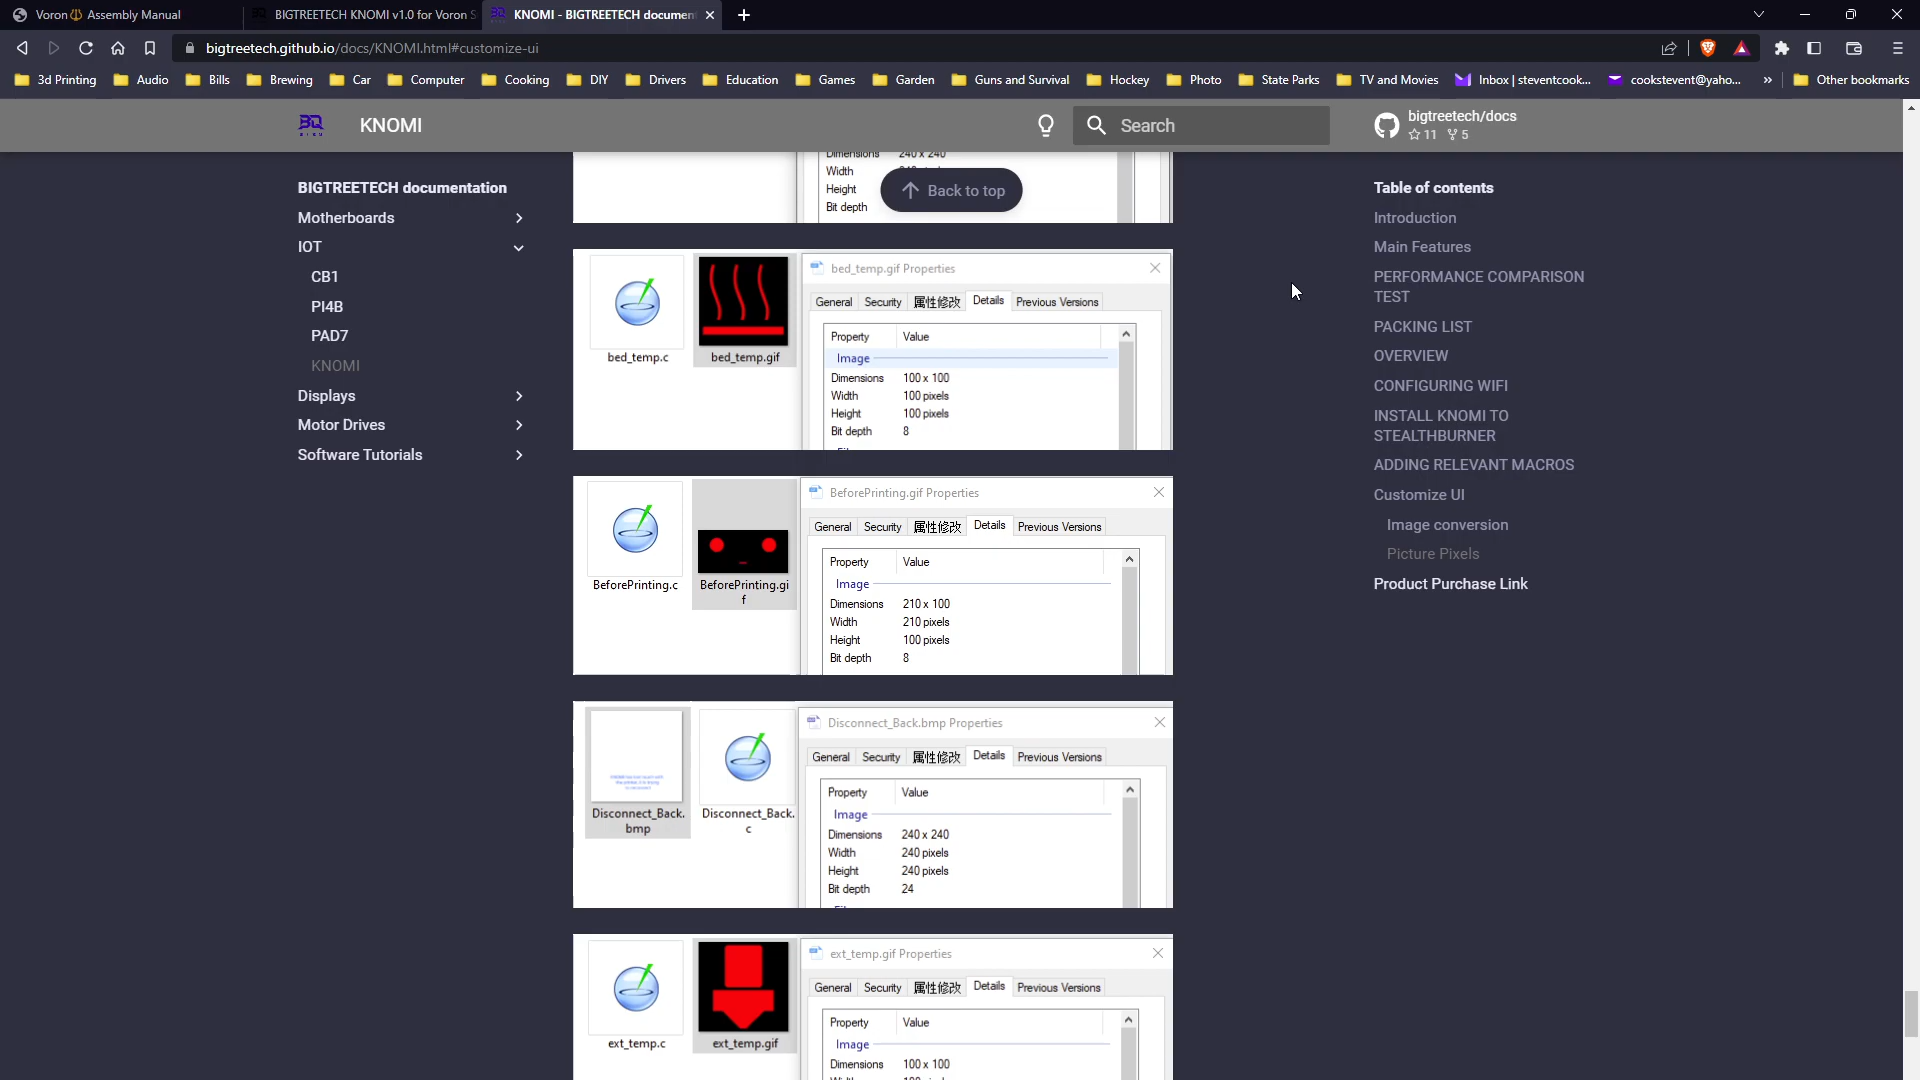 Voron Assembly Manual
BIGTREETECH KNOMI v1.0 for Voron S
KNOMI - BIGTREETECH documen
bigtreetech.github.io/docs/KNOMI.html#customize-ui
3d Printing
Audio
Bills
Brewing
Car
Computer
Cooking
DIY
Drivers
Education
Games
Garden
Guns and Survival
Hockey
Photo
State Parks
TV and Movies
Inbox | steventcook...
cookstevent@yaho...
»
Other bookmarks
KNOMI
Search
bigtreetech/docs
11 5
BIGTREETECH documentation
Motherboards
IOT
CB1
PI4B
PAD7
KNOMI
Displays
Motor Drives
Software Tutorials
Dimensions 240 x 240
Width
Height
Bit depth
Back to top
bed_temp.c
bed_temp.gif
bed_temp.gif Properties
General Security 属性修改 Details Previous Versions
Property Value
Image
Dimensions 100 x 100
Width 100 pixels
Height 100 pixels
Bit depth 8
BeforePrinting.c
BeforePrinting.gi
f
BeforePrinting.gif Properties
General Security 属性修改 Details Previous Versions
Property Value
Image
Dimensions 210 x 100
Width 210 pixels
Height 100 pixels
Bit depth 8
Disconnect_Back.
bmp
Disconnect_Back.
c
Disconnect_Back.bmp Properties
General Security 属性修改 Details Previous Versions
Property Value
Image
Dimensions 240 x 240
Width 240 pixels
Height 240 pixels
Bit depth 24
ext_temp.c
ext_temp.gif
ext_temp.gif Properties
General Security 属性修改 Details Previous Versions
Property Value
Image
Dimensions 100 x 100
Table of contents
Introduction
Main Features
PERFORMANCE COMPARISON
TEST
PACKING LIST
OVERVIEW
CONFIGURING WIFI
INSTALL KNOMI TO
STEALTHBURNER
ADDING RELEVANT MACROS
Customize UI
Image conversion
Picture Pixels
Product Purchase Link